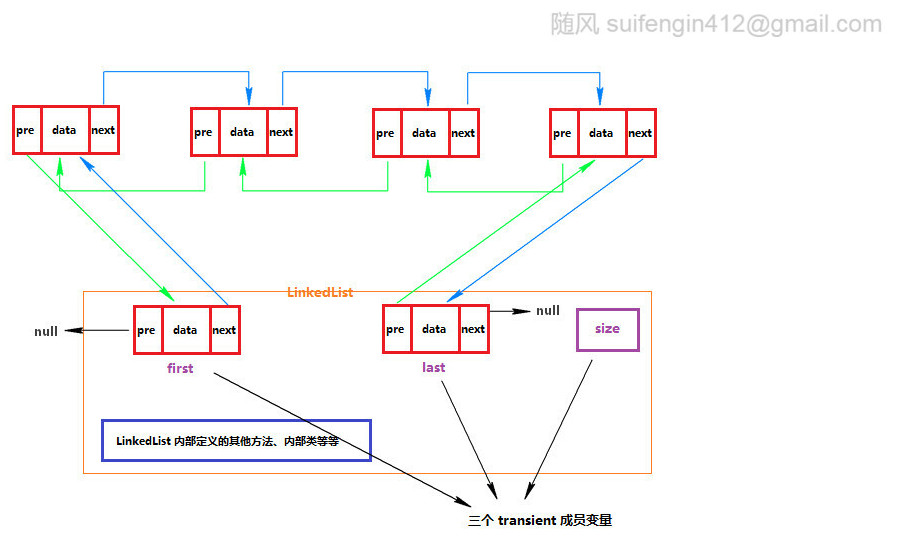 随风 suifengin412@gmail.com
pre data next
pre data next
pre data next
pre data next
LinkedList
null
pre data next
first
pre data next
last
null
size
LinkedList 内部定义的其他方法、内部类等等
三个 transient 成员变量